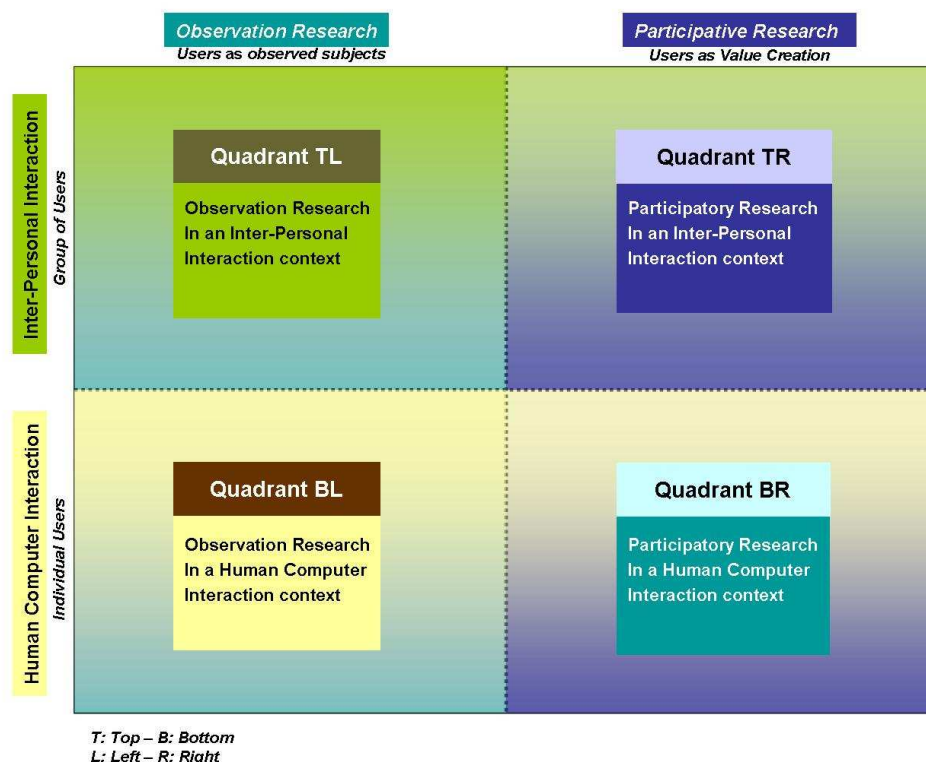 Observation Research
Users as observed subjects
Participative Research
Users as Value Creation
Inter-Personal Interaction
Group of Users
Quadrant TL
Observation Research
In an Inter-Personal
Interaction context
Quadrant TR
Participatory Research
In an Inter-Personal
Interaction context
Human Computer Interaction
Individual Users
Quadrant BL
Observation Research
In a Human Computer
Interaction context
Quadrant BR
Participatory Research
In a Human Computer
Interaction context
T: Top – B: Bottom
L: Left – R: Right